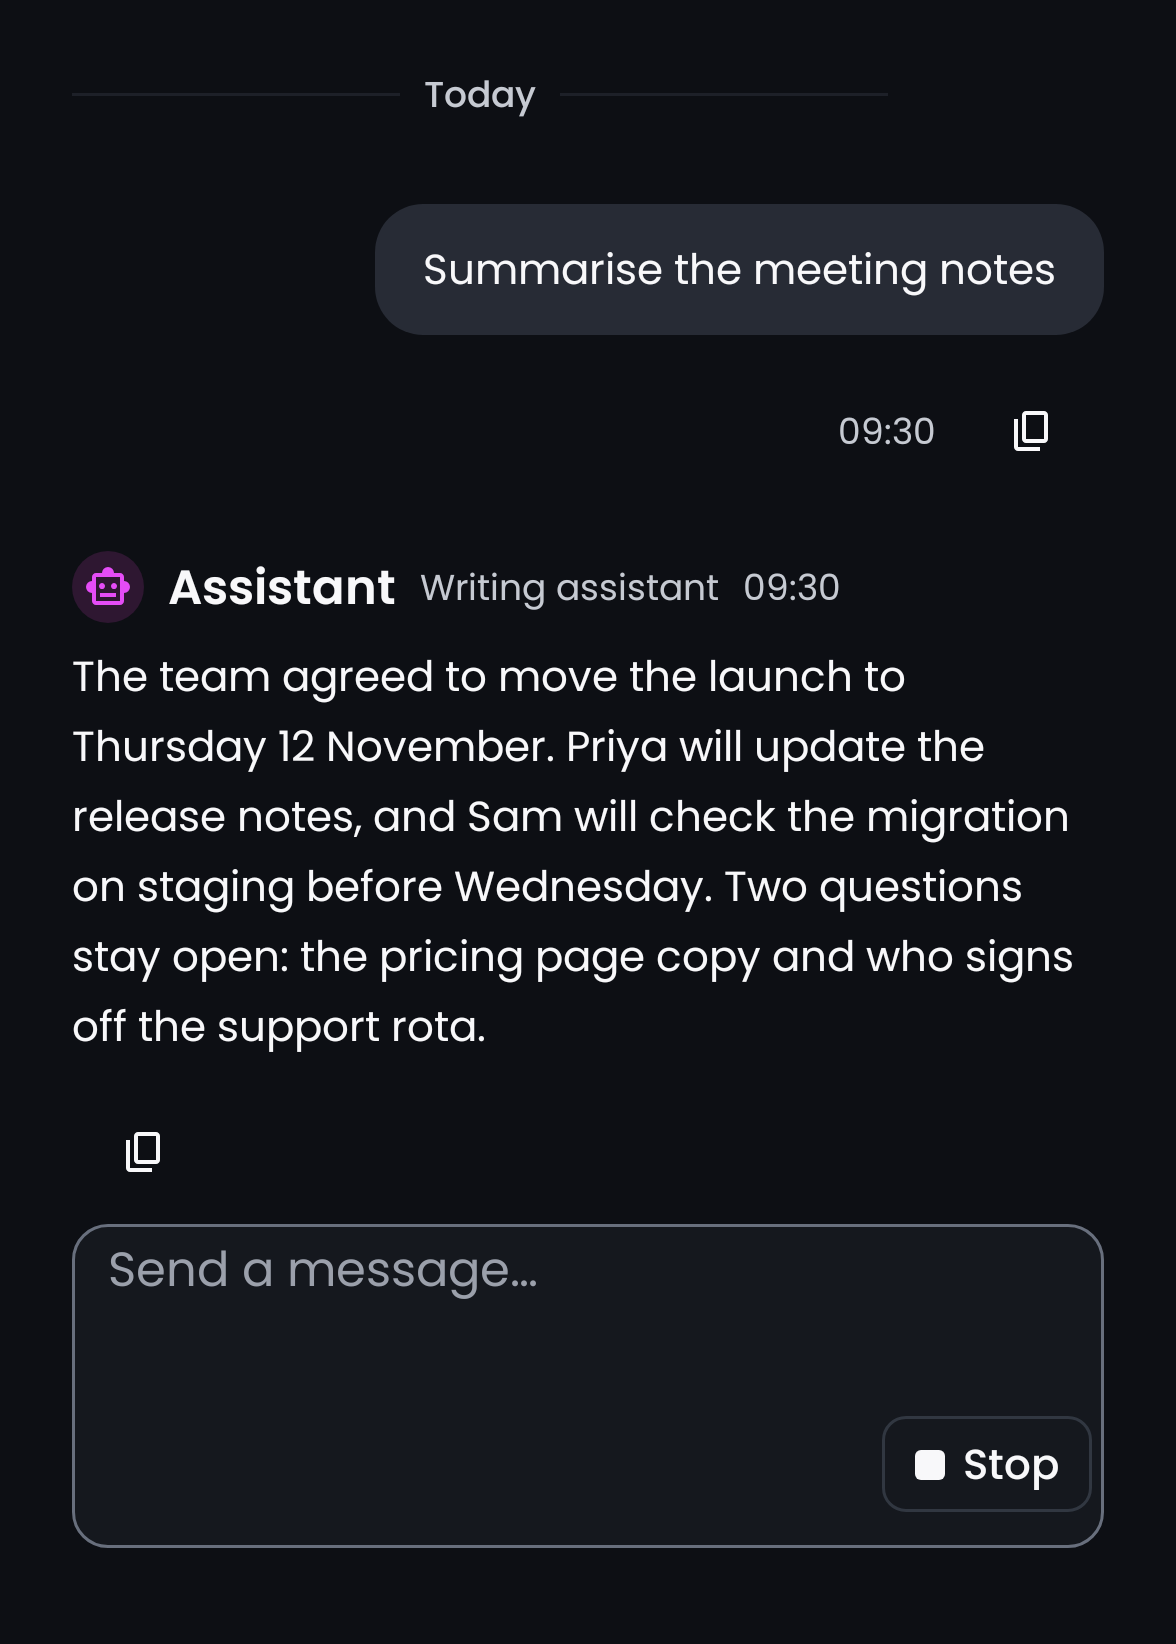 Today
Summarise the meeting notes
09:30
Assistant Writing assistant 09:30
The team agreed to move the launch to
Thursday 12 November. Priya will update the
release notes, and Sam will check the migration
on staging before Wednesday. Two questions
stay open: the pricing page copy and who signs
off the support rota.
Send a message...
Stop